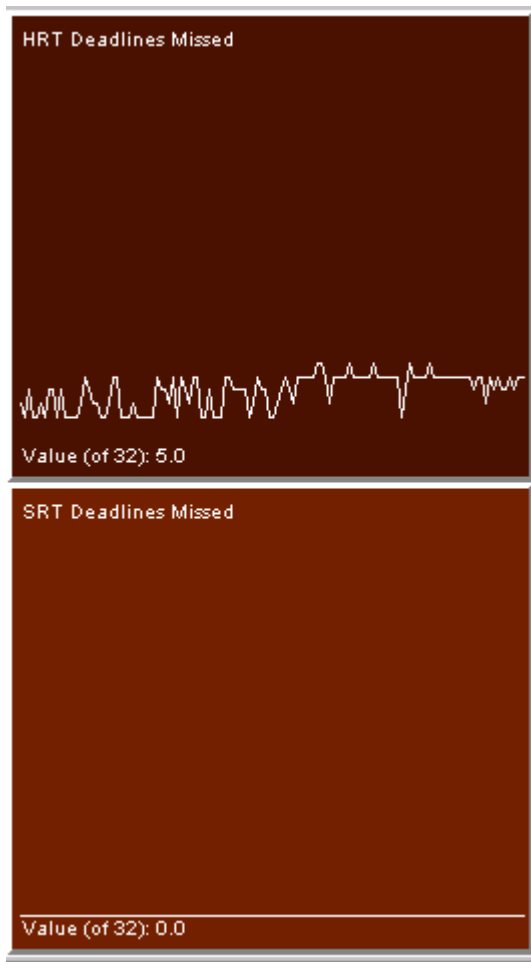 HRT Deadlines Missed
Value (of 32): 5.0
SRT Deadlines Missed
Value (of 32): 0.0